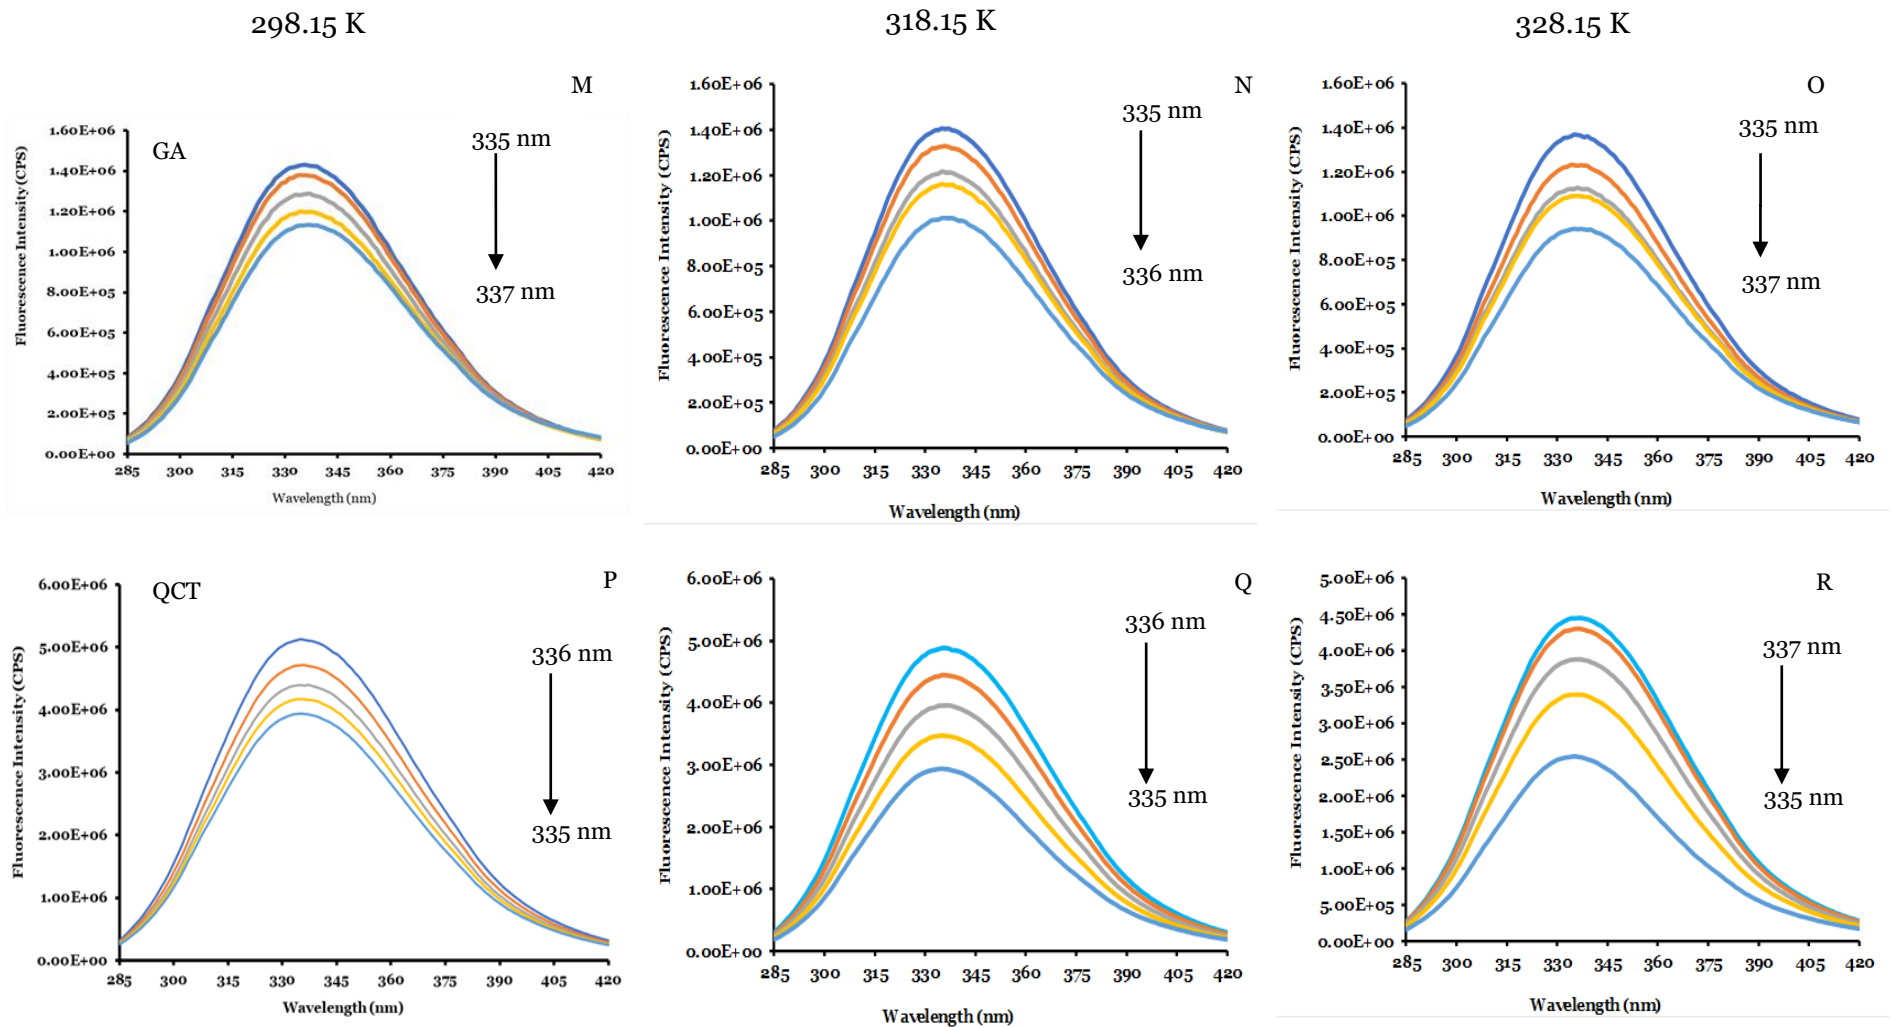 298.15 K
318.15 K
328.15 K
M
GA
335 nm
337 nm
Fluorescence Intensity (CPS)
1.60E+06
1.40E+06
1.20E+06
1.00E+06
8.00E+05
6.00E+05
4.00E+05
2.00E+05
0.00E+00
285 300 315 330 345 360 375 390 405 420
Wavelength (nm)
N
335 nm
336 nm
Fluorescence Intensity (CPS)
1.60E+06
1.40E+06
1.20E+06
1.00E+06
8.00E+05
6.00E+05
4.00E+05
2.00E+05
0.00E+00
285 300 315 330 345 360 375 390 405 420
Wavelength (nm)
O
335 nm
337 nm
Fluorescence Intensity (CPS)
1.60E+06
1.40E+06
1.20E+06
1.00E+06
8.00E+05
6.00E+05
4.00E+05
2.00E+05
0.00E+00
285 300 315 330 345 360 375 390 405 420
Wavelength (nm)
P
QCT
336 nm
335 nm
Fluorescence Intensity (CPS)
6.00E+06
5.00E+06
4.00E+06
3.00E+06
2.00E+06
1.00E+06
0.00E+00
285 300 315 330 345 360 375 390 405 420
Wavelength (nm)
Q
336 nm
335 nm
Fluorescence Intensity (CPS)
6.00E+06
5.00E+06
4.00E+06
3.00E+06
2.00E+06
1.00E+06
0.00E+00
285 300 315 330 345 360 375 390 405 420
Wavelength (nm)
R
337 nm
335 nm
Fluorescence Intensity (CPS)
5.00E+06
4.50E+06
4.00E+06
3.50E+06
3.00E+06
2.50E+06
2.00E+06
1.50E+06
1.00E+06
5.00E+05
0.00E+00
285 300 315 330 345 360 375 390 405 420
Wavelength (nm)